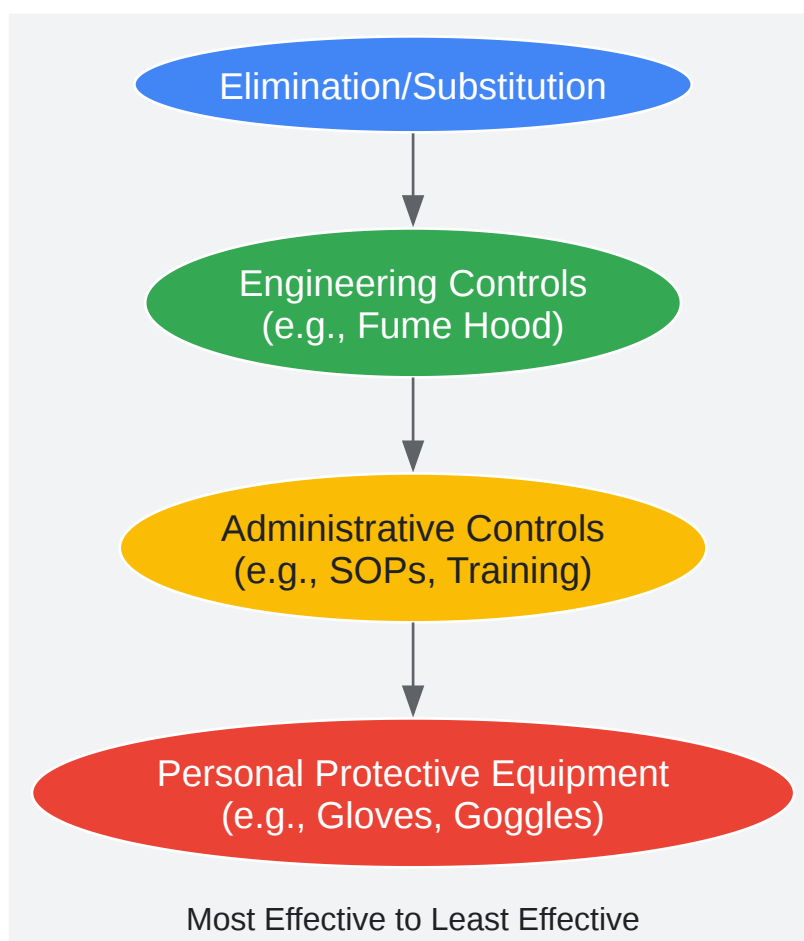 Elimination/Substitution
Engineering Controls
(e.g., Fume Hood)
Administrative Controls
(e.g., SOPs, Training)
Personal Protective Equipment
(e.g., Gloves, Goggles)
Most Effective to Least Effective